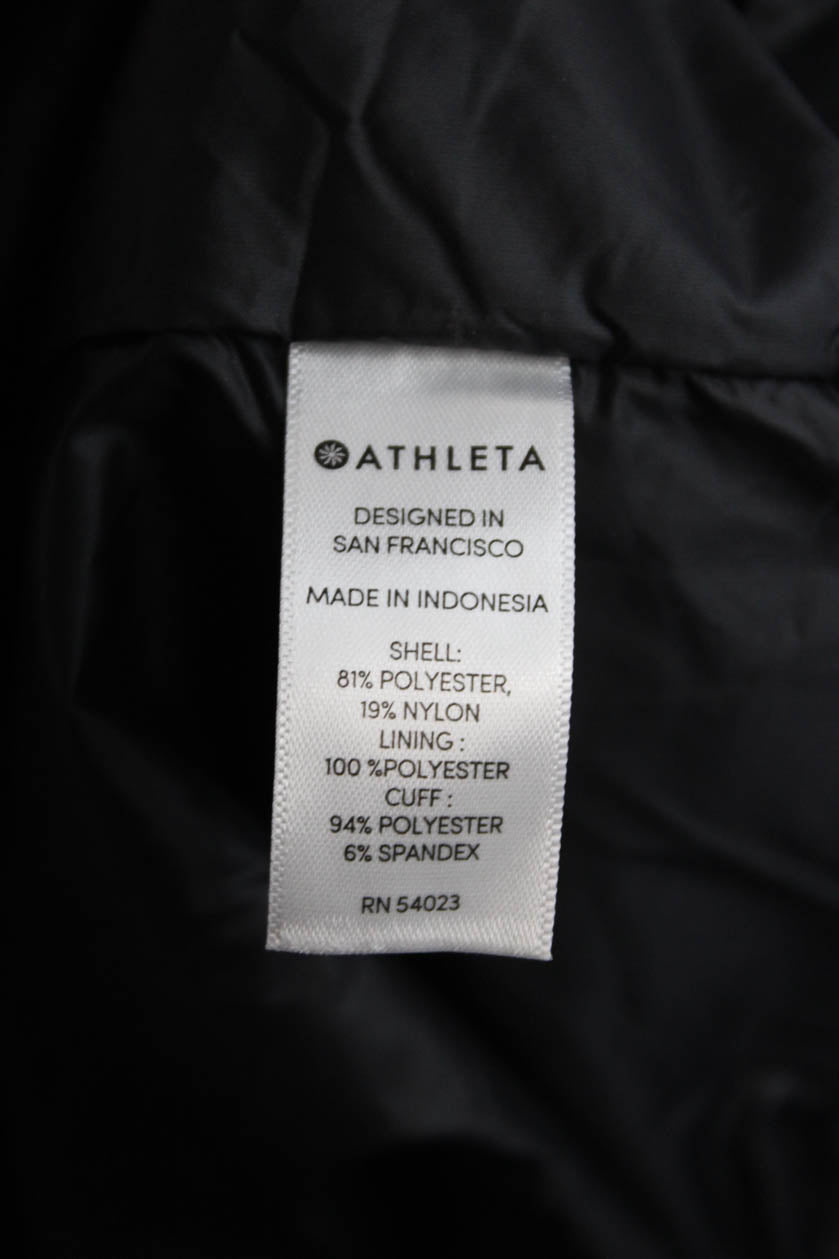 ATHLETA
DESIGNED IN
SAN FRANCISCO
MADE IN INDONESIA
SHELL:
81% POLYESTER,
19% NYLON
LINING :
100 %POLYESTER
CUFF :
94% POLYESTER
6% SPANDEX
RN 54023